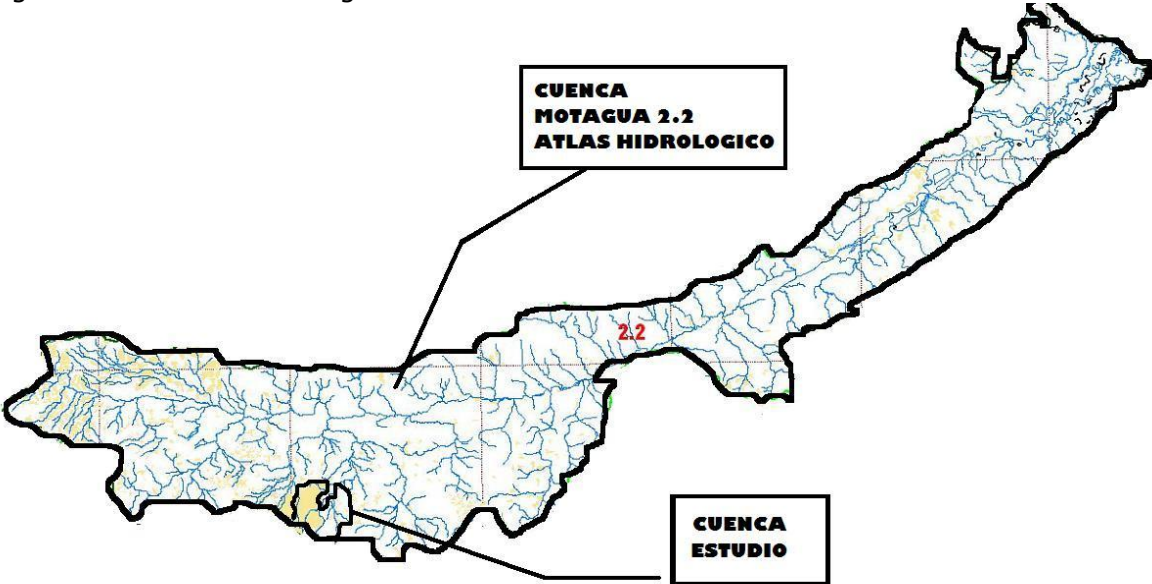 CUENCA
MOTAGUA 2.2
ATLAS HIDROLOGICO
2.2
CUENCA
ESTUDIO